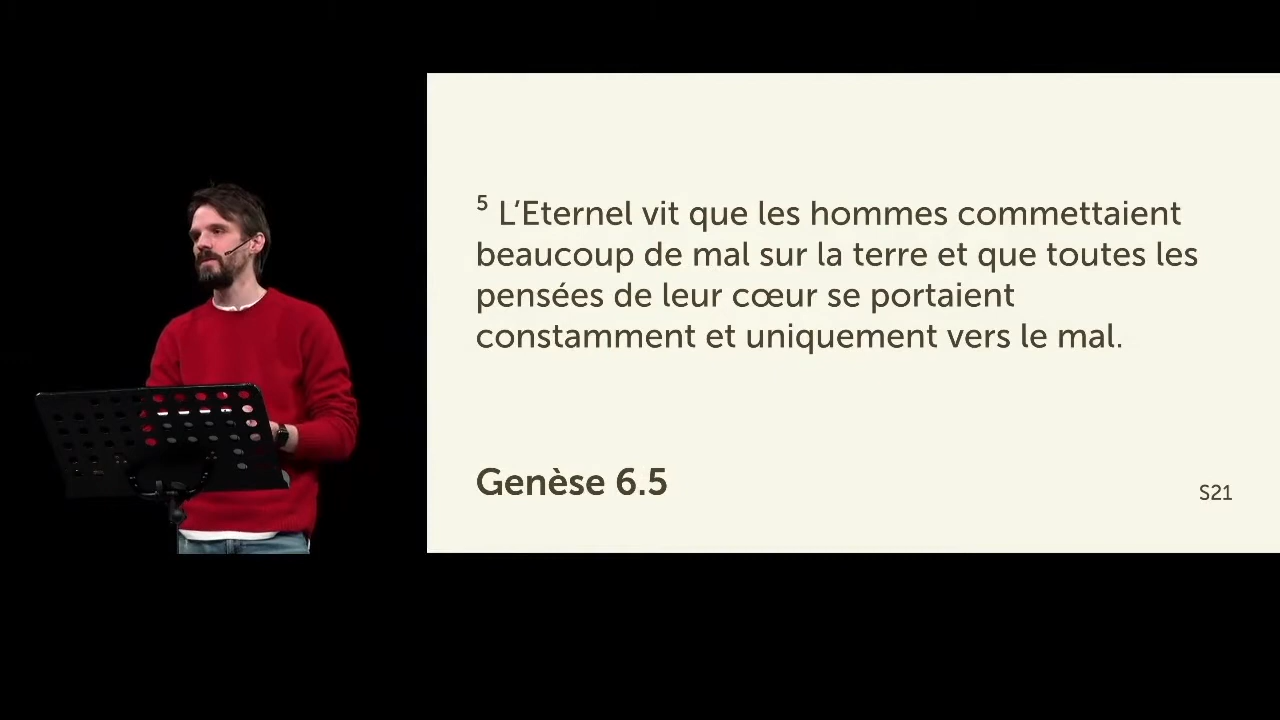 5 L’Eternel vit que les hommes commettaient
beaucoup de mal sur la terre et que toutes les
pensées de leur cœur se portaient
constamment et uniquement vers le mal.
Genèse 6.5
S21